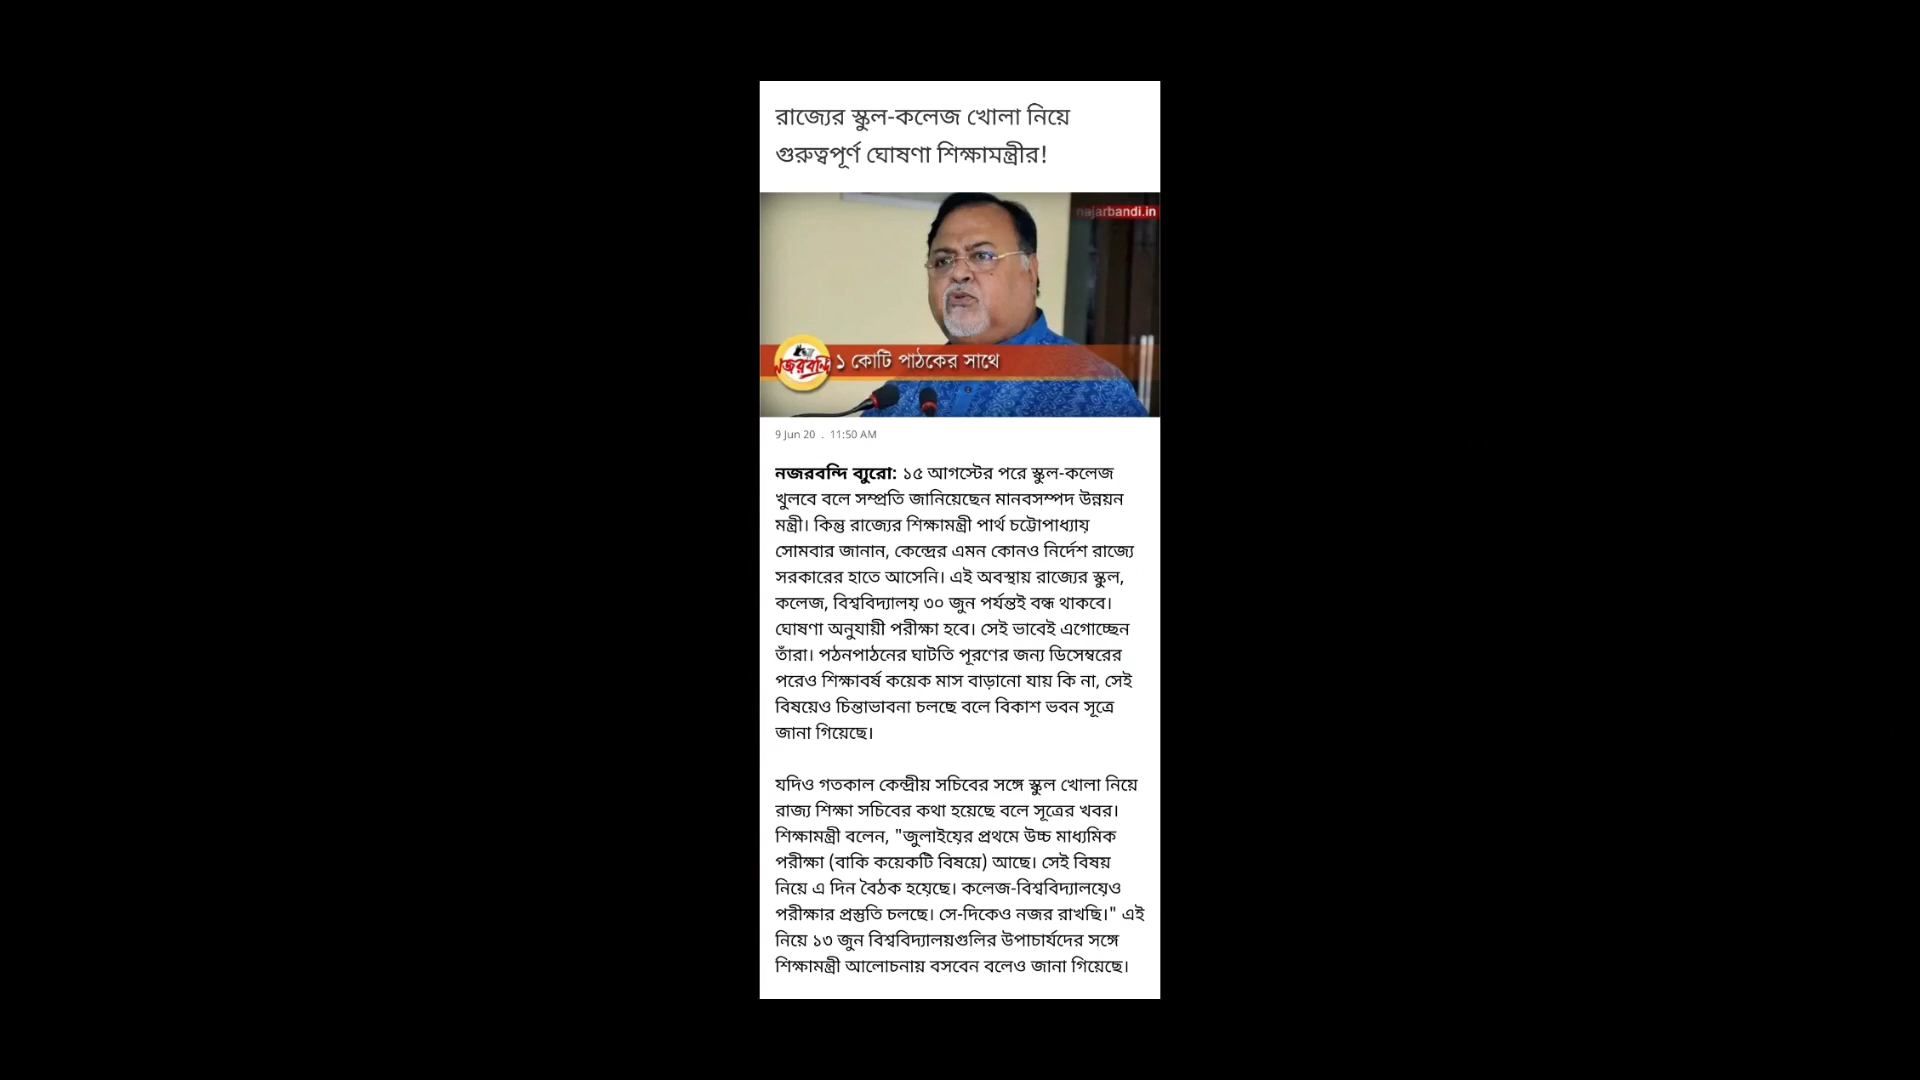 রাজ্যের স্কুল-কলেজ খোলা নিয়ে
গুরুত্বপূর্ণ ঘোষণা শিক্ষামন্ত্রীর!
najarbandi.in
নজরবন্দি
১ কোটি পাঠকের সাথে
9 Jun 20 . 11:50 AM
নজরবন্দি ব্যুরো: ১৫ আগস্টের পরে স্কুল-কলেজ
খুলবে বলে সম্প্রতি জানিয়েছেন মানবসম্পদ উন্নয়ন
মন্ত্রী। কিন্তু রাজ্যের শিক্ষামন্ত্রী পার্থ চট্টোপাধ্যায়
সোমবার জানান, কেন্দ্রের এমন কোনও নির্দেশ রাজ্যে
সরকারের হাতে আসেনি। এই অবস্থায় রাজ্যের স্কুল,
কলেজ, বিশ্ববিদ্যালয় ৩০ জুন পর্যন্তই বন্ধ থাকবে।
ঘোষণা অনুযায়ী পরীক্ষা হবে। সেই ভাবেই এগোচ্ছেন
তাঁরা। পঠনপাঠনের ঘাটতি পূরণের জন্য ডিসেম্বরের
পরেও শিক্ষাবর্ষ কয়েক মাস বাড়ানো যায় কি না, সেই
বিষয়েও চিন্তাভাবনা চলছে বলে বিকাশ ভবন সূত্রে
জানা গিয়েছে।
যদিও গতকাল কেন্দ্রীয় সচিবের সঙ্গে স্কুল খোলা নিয়ে
রাজ্য শিক্ষা সচিবের কথা হয়েছে বলে সূত্রের খবর।
শিক্ষামন্ত্রী বলেন, "জুলাইয়ের প্রথমে উচ্চ মাধ্যমিক
পরীক্ষা (বাকি কয়েকটি বিষয়ে) আছে। সেই বিষয়
নিয়ে এ দিন বৈঠক হয়েছে। কলেজ-বিশ্ববিদ্যালয়েও
পরীক্ষার প্রস্তুতি চলছে। সে-দিকেও নজর রাখছি।" এই
নিয়ে ১৩ জুন বিশ্ববিদ্যালয়গুলির উপাচার্যদের সঙ্গে
শিক্ষামন্ত্রী আলোচনায় বসবেন বলেও জানা গিয়েছে।